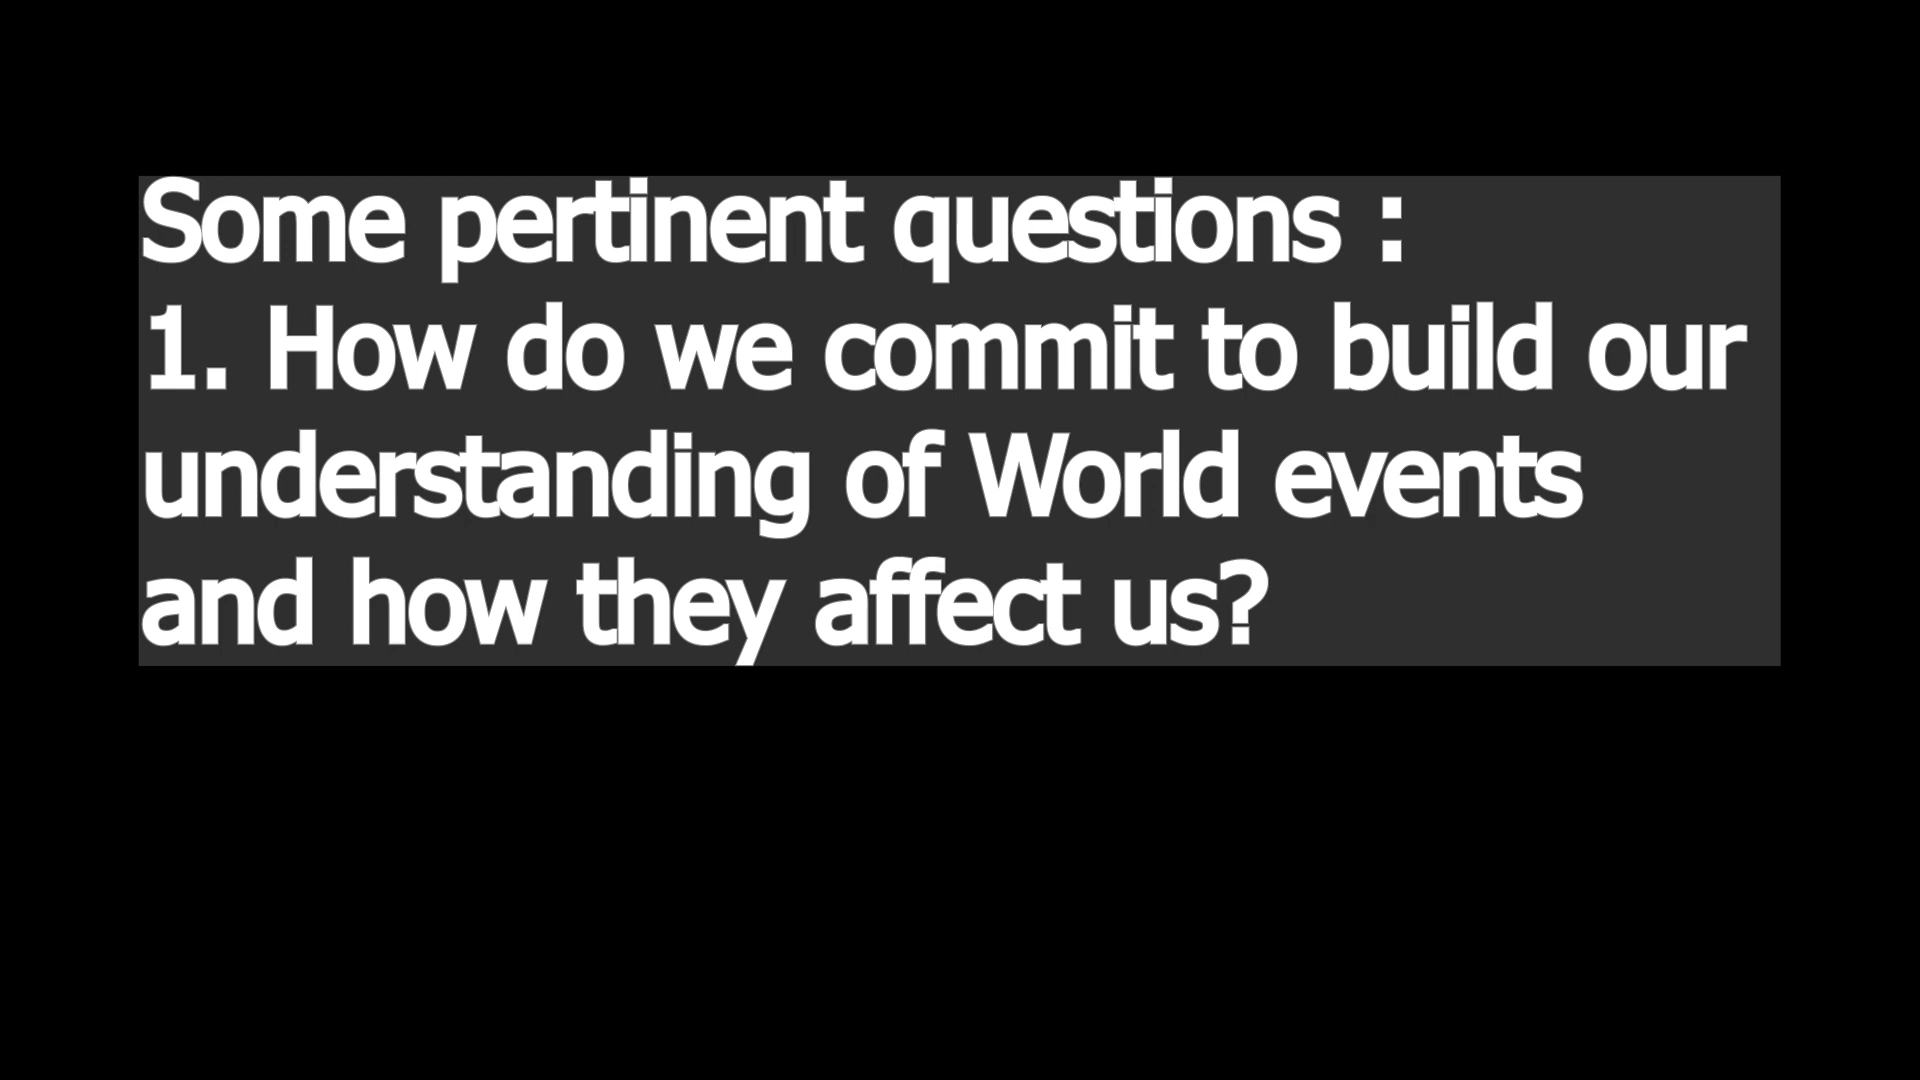 Some pertinent questions :
1. How do we commit to build our
understanding of World events
and how they affect us?